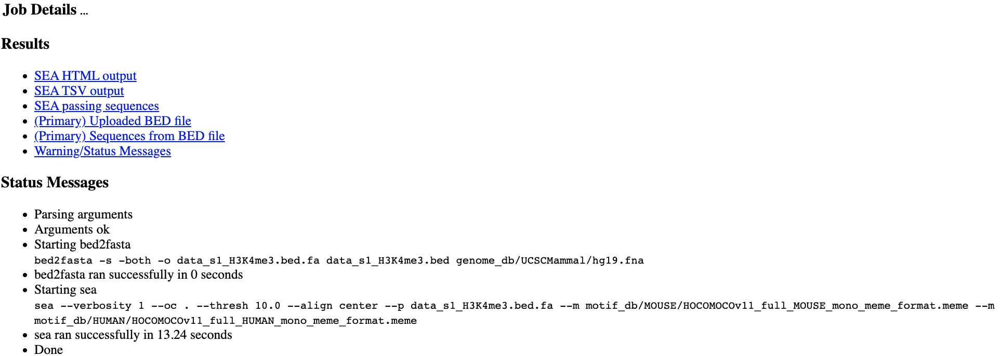 Job Details ...
Results
• SEA HTML output
• SEA TSV output
• SEA passing sequences
• (Primary) Uploaded BED file
• (Primary) Sequences from BED file
• Warning/Status Messages
Status Messages
• Parsing arguments
• Arguments ok
• Starting bed2fasta
bed2fasta -s -both -o data_s1_H3K4me3.bed.fa data_s1_H3K4me3.bed genome_db/UCSCMammal/hg19.fna
• bed2fasta ran successfully in 0 seconds
• Starting sea
sea --verbosity 1 --oc . --thresh 10.0 --align center --p data_s1_H3K4me3.bed.fa --m motif_db/MOUSE/HOCOMOCOv11_full_MOUSE_mono_meme_format.meme --m
motif_db/HUMAN/HOCOMOCOv11_full_HUMAN_mono_meme_format.meme
• sea ran successfully in 13.24 seconds
• Done